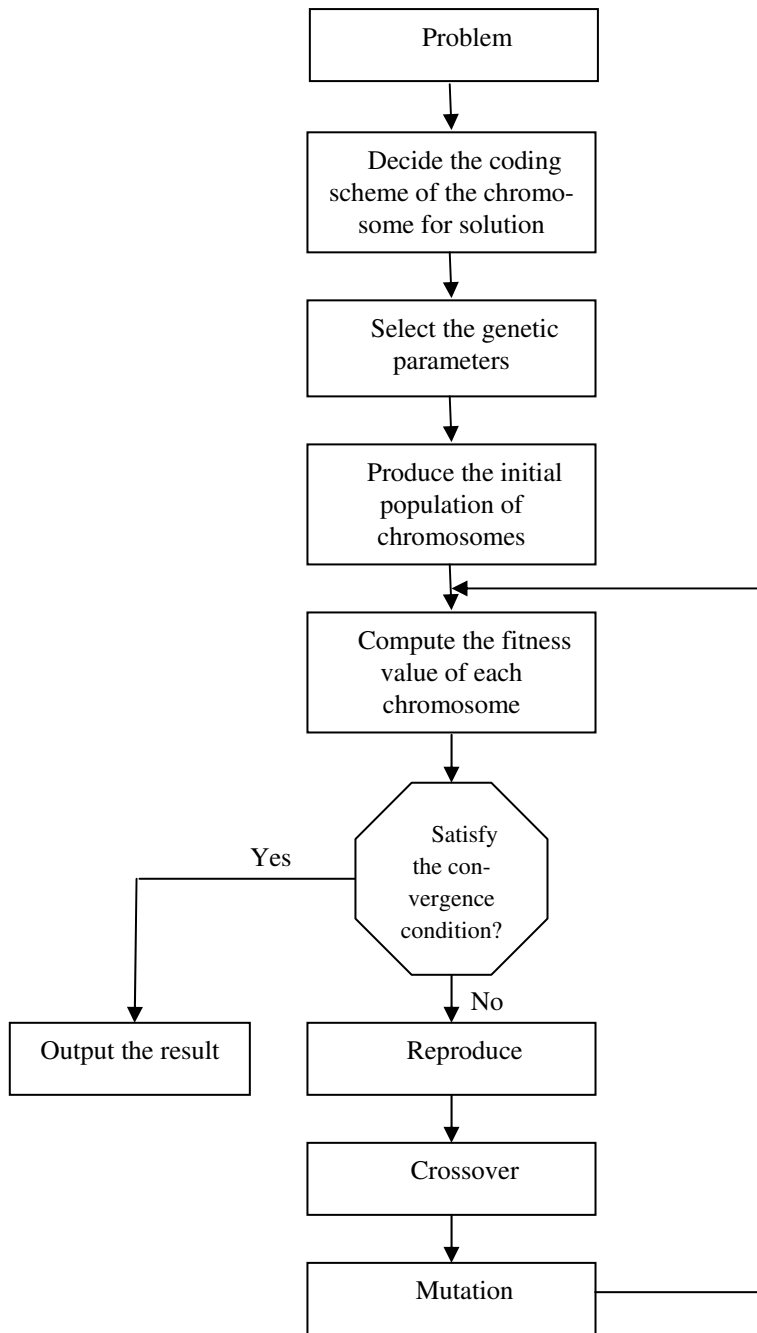 Problem
Decide the coding
scheme of the chromo-
some for solution
Select the genetic
parameters
Produce the initial
population of
chromosomes
Compute the fitness
value of each
chromosome
Satisfy
the con-
vergence
condition?
Yes
No
Output the result
Reproduce
Crossover
Mutation